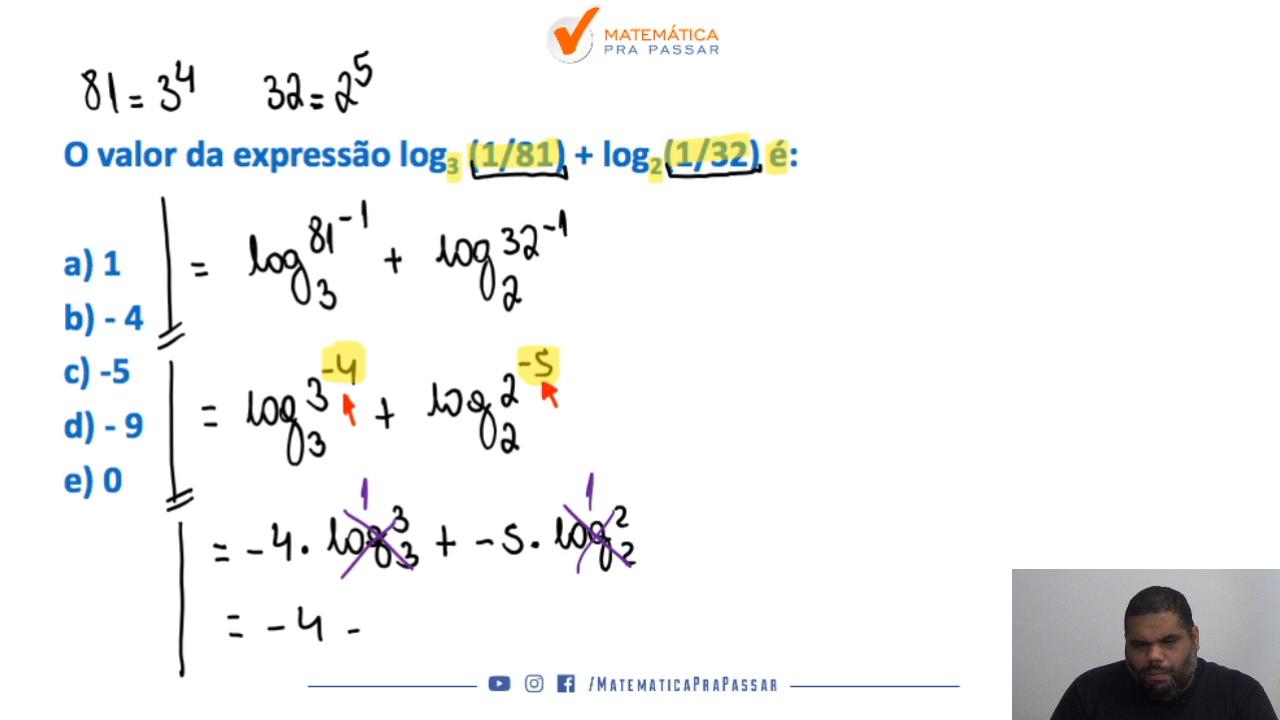 MATEMÁTICA
PRA PASSAR
81 = 3⁴ 32 = 2⁵
O valor da expressão log₃ (1/81) + log₂(1/32) é:
a) 1
b) - 4
c) -5
d) - 9
e) 0
= log₃ 81⁻¹ + log₂ 32⁻¹
= log₃ 3⁻⁴ + log₂ 2⁻⁵
1 1
= -4 . log₃ 3 + -5 . log₂ 2
= -4 -
/MATEMATICAPRAPASSAR